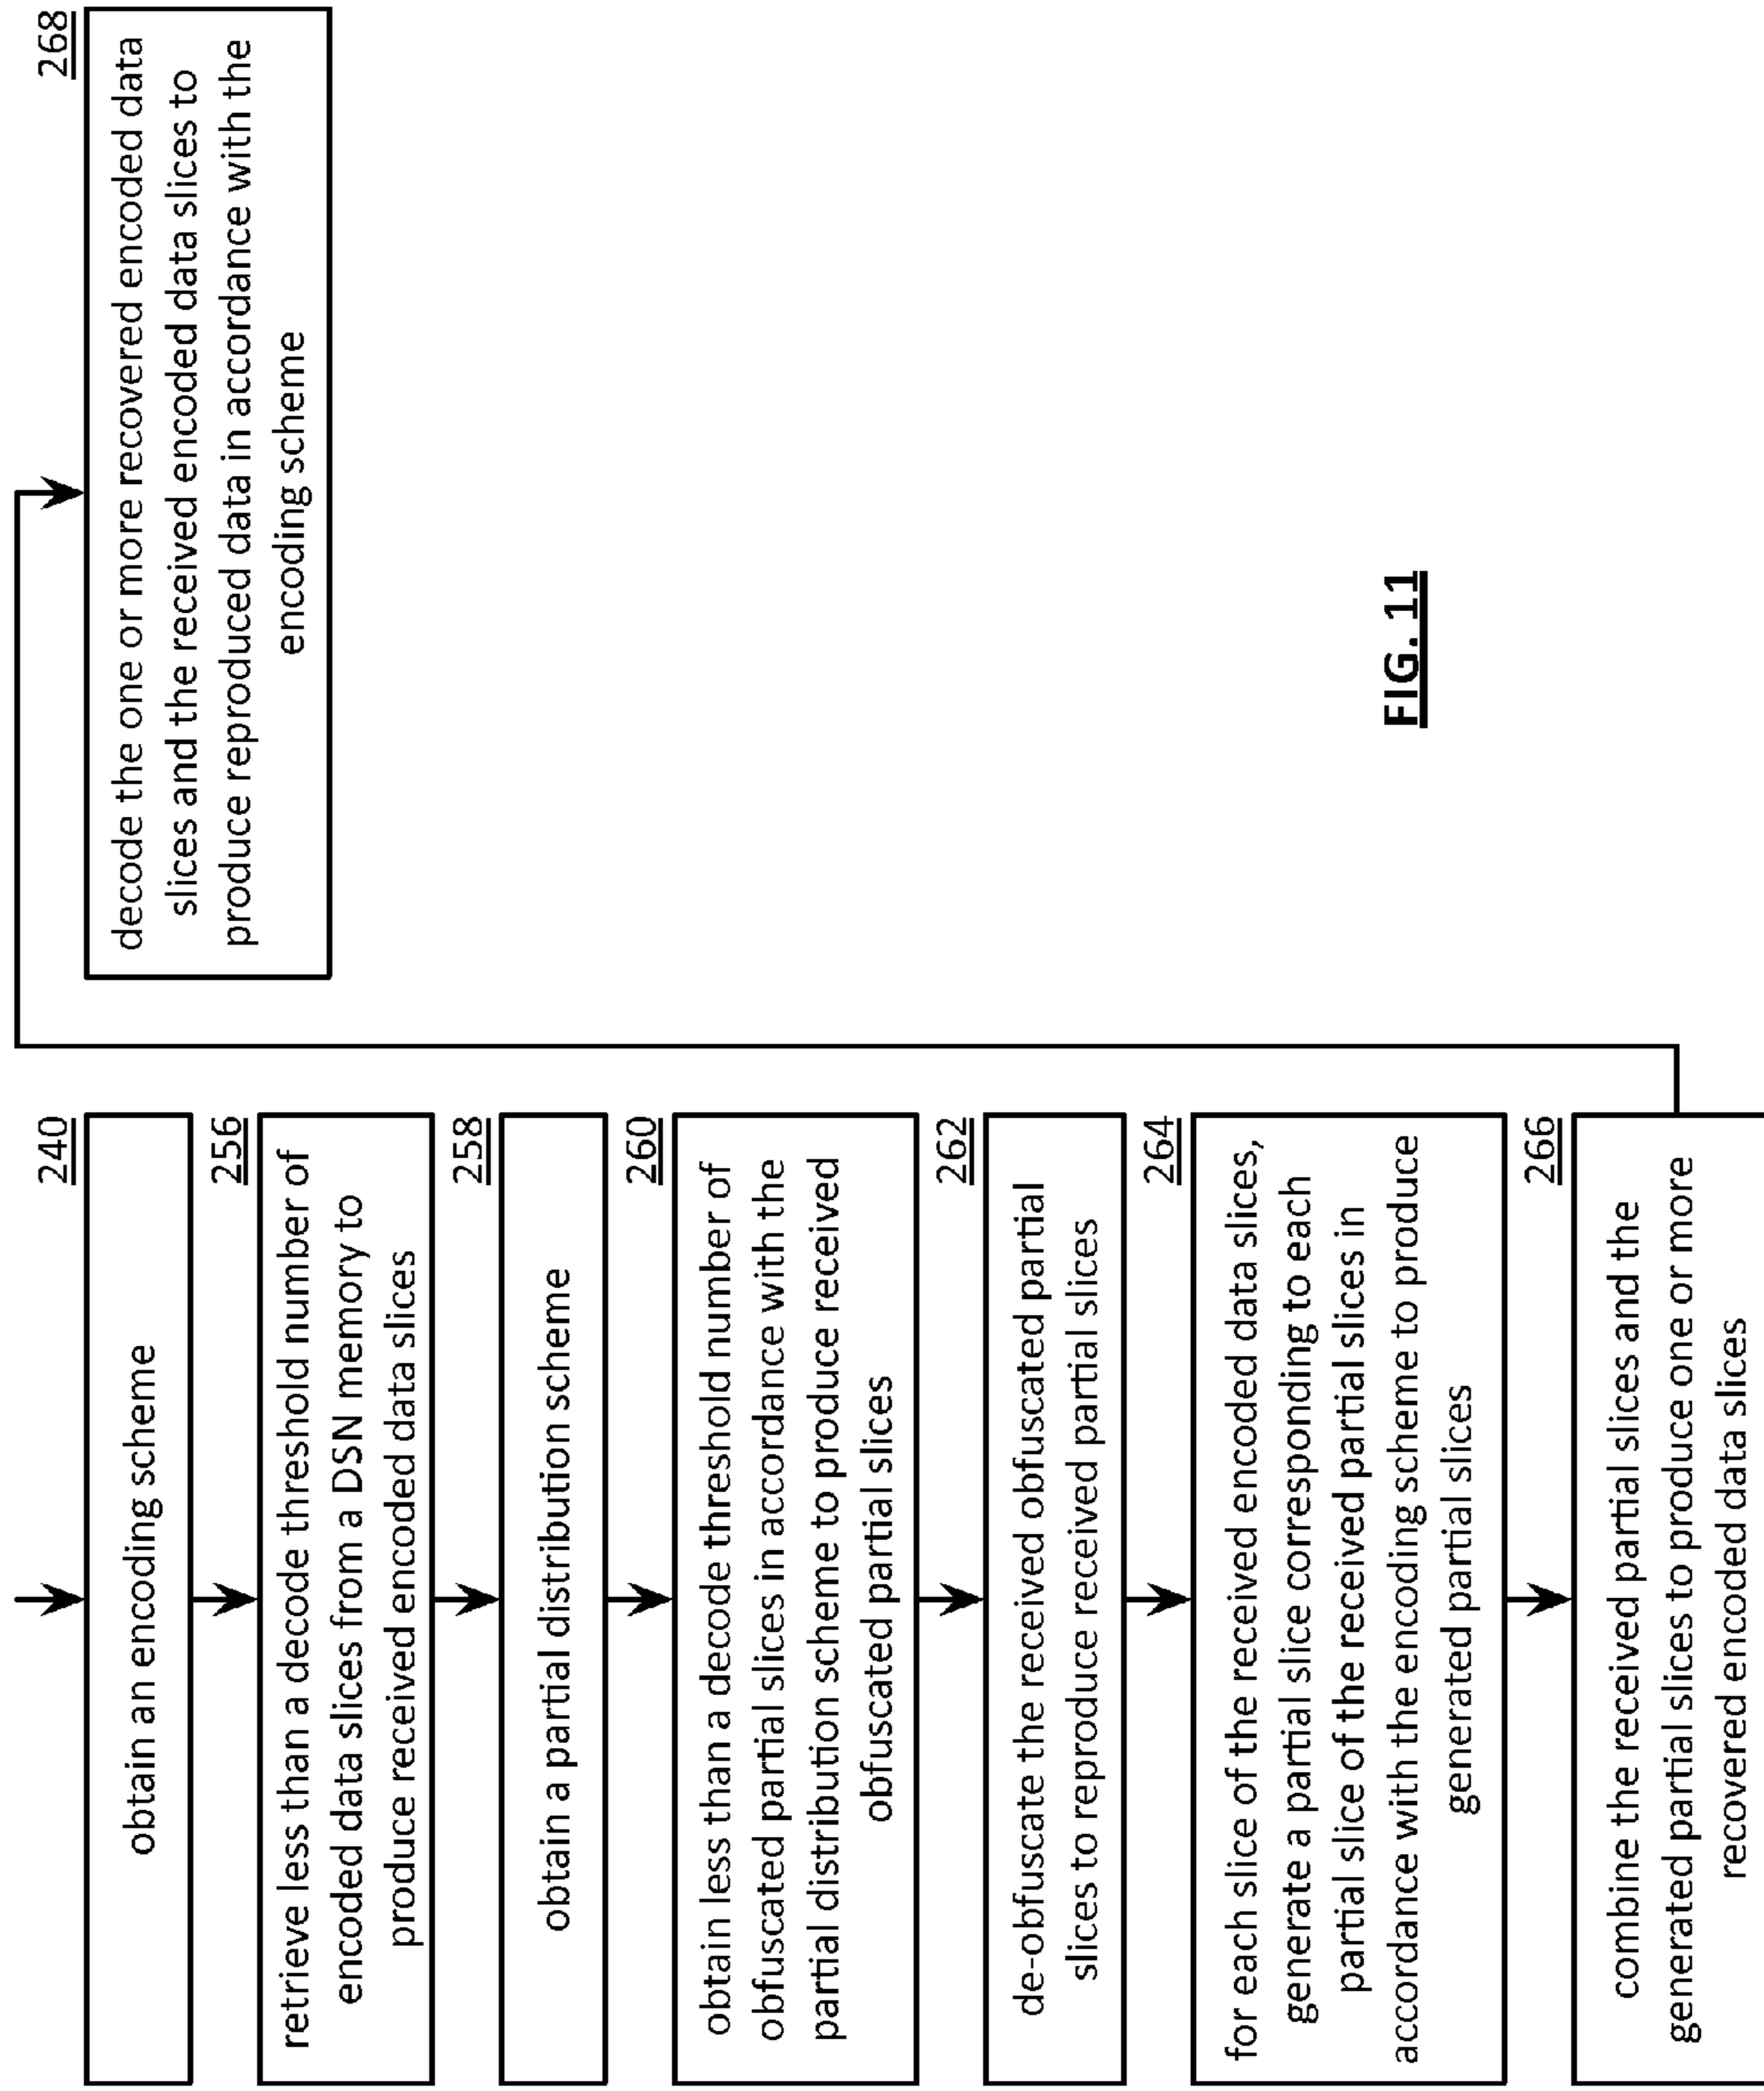 240
obtain an encoding scheme
256
retrieve less than a decode threshold number of
encoded data slices from a DSN memory to
produce received encoded data slices
258
obtain a partial distribution scheme
260
obtain less than a decode threshold number of
obfuscated partial slices in accordance with the
partial distribution scheme to produce received
obfuscated partial slices
262
de-obfuscate the received obfuscated partial
slices to reproduce received partial slices
264
for each slice of the received encoded data slices,
generate a partial slice corresponding to each
partial slice of the received partial slices in
accordance with the encoding scheme to produce
generated partial slices
266
combine the received partial slices and the
generated partial slices to produce one or more
recovered encoded data slices
268
decode the one or more recovered encoded data
slices and the received encoded data slices to
produce reproduced data in accordance with the
encoding scheme
FIG. 11